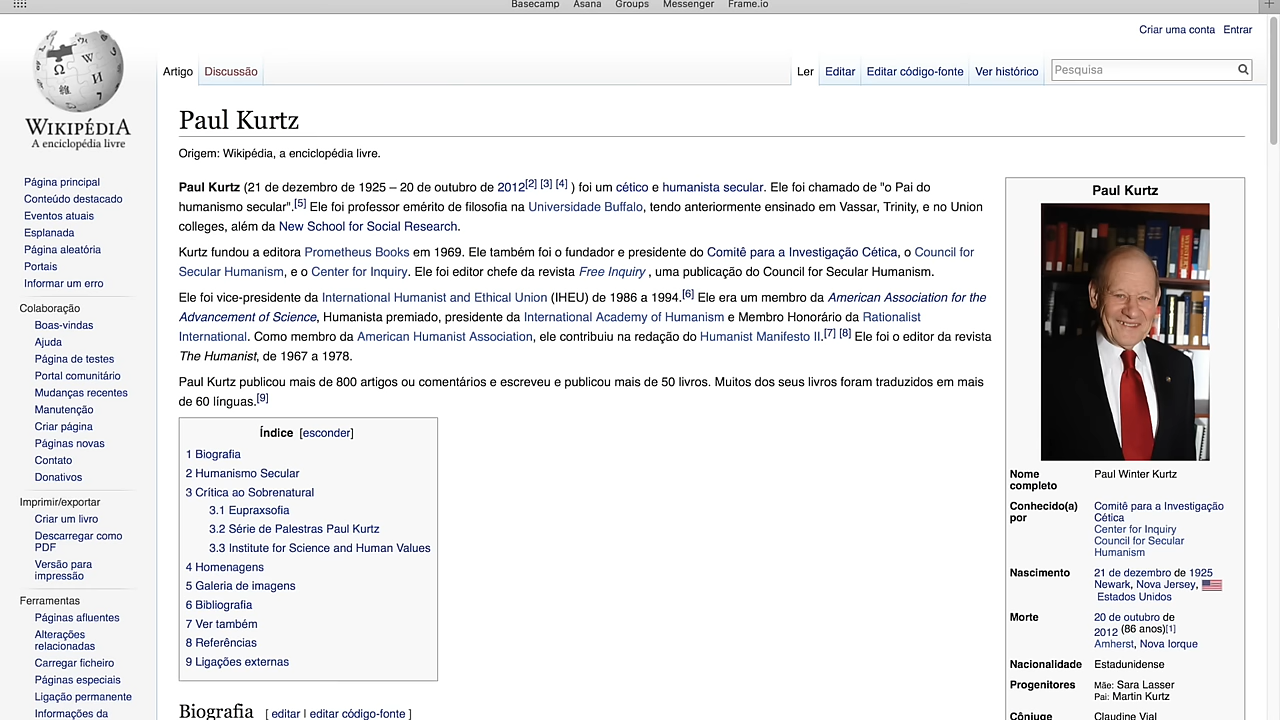 Basecamp Asana Groups Messenger Frame.io
Criar uma conta Entrar
WIKIPÉDIA
A enciclopédia livre
Artigo Discussão Ler Editar Editar código-fonte Ver histórico Pesquisa
Página principal
Conteúdo destacado
Eventos atuais
Esplanada
Página aleatória
Portais
Informar um erro
Colaboração
Boas-vindas
Ajuda
Página de testes
Portal comunitário
Mudanças recentes
Manutenção
Criar página
Páginas novas
Contato
Donativos
Imprimir/exportar
Criar um livro
Descarregar como
PDF
Versão para
impressão
Ferramentas
Páginas afluentes
Alterações
relacionadas
Carregar ficheiro
Páginas especiais
Ligação permanente
Informações da
Paul Kurtz
Origem: Wikipédia, a enciclopédia livre.
Paul Kurtz (21 de dezembro de 1925 – 20 de outubro de 2012[2] [3] [4] ) foi um cético e humanista secular. Ele foi chamado de "o Pai do
humanismo secular".[5] Ele foi professor emérito de filosofia na Universidade Buffalo, tendo anteriormente ensinado em Vassar, Trinity, e no Union
colleges, além da New School for Social Research.
Kurtz fundou a editora Prometheus Books em 1969. Ele também foi o fundador e presidente do Comitê para a Investigação Cética, o Council for
Secular Humanism, e o Center for Inquiry. Ele foi editor chefe da revista Free Inquiry , uma publicação do Council for Secular Humanism.
Ele foi vice-presidente da International Humanist and Ethical Union (IHEU) de 1986 a 1994.[6] Ele era um membro da American Association for the
Advancement of Science, Humanista premiado, presidente da International Academy of Humanism e Membro Honorário da Rationalist
International. Como membro da American Humanist Association, ele contribuiu na redação do Humanist Manifesto II.[7] [8] Ele foi o editor da revista
The Humanist, de 1967 a 1978.
Paul Kurtz publicou mais de 800 artigos ou comentários e escreveu e publicou mais de 50 livros. Muitos dos seus livros foram traduzidos em mais
de 60 línguas.[9]
Índice [esconder]
1 Biografia
2 Humanismo Secular
3 Crítica ao Sobrenatural
3.1 Eupraxsofia
3.2 Série de Palestras Paul Kurtz
3.3 Institute for Science and Human Values
4 Homenagens
5 Galeria de imagens
6 Bibliografia
7 Ver também
8 Referências
9 Ligações externas
Biografia [ editar | editar código-fonte ]
Paul Kurtz
Nome Paul Winter Kurtz
completo
Conhecido(a) Comitê para a Investigação
por Cética
Center for Inquiry
Council for Secular
Humanism
Nascimento 21 de dezembro de 1925
Newark, Nova Jersey,
Estados Unidos
Morte 20 de outubro de
2012 (86 anos)[1]
Amherst, Nova Iorque
Nacionalidade Estadunidense
Progenitores Mãe: Sara Lasser
Pai: Martin Kurtz
Cônjuge Claudine Vial